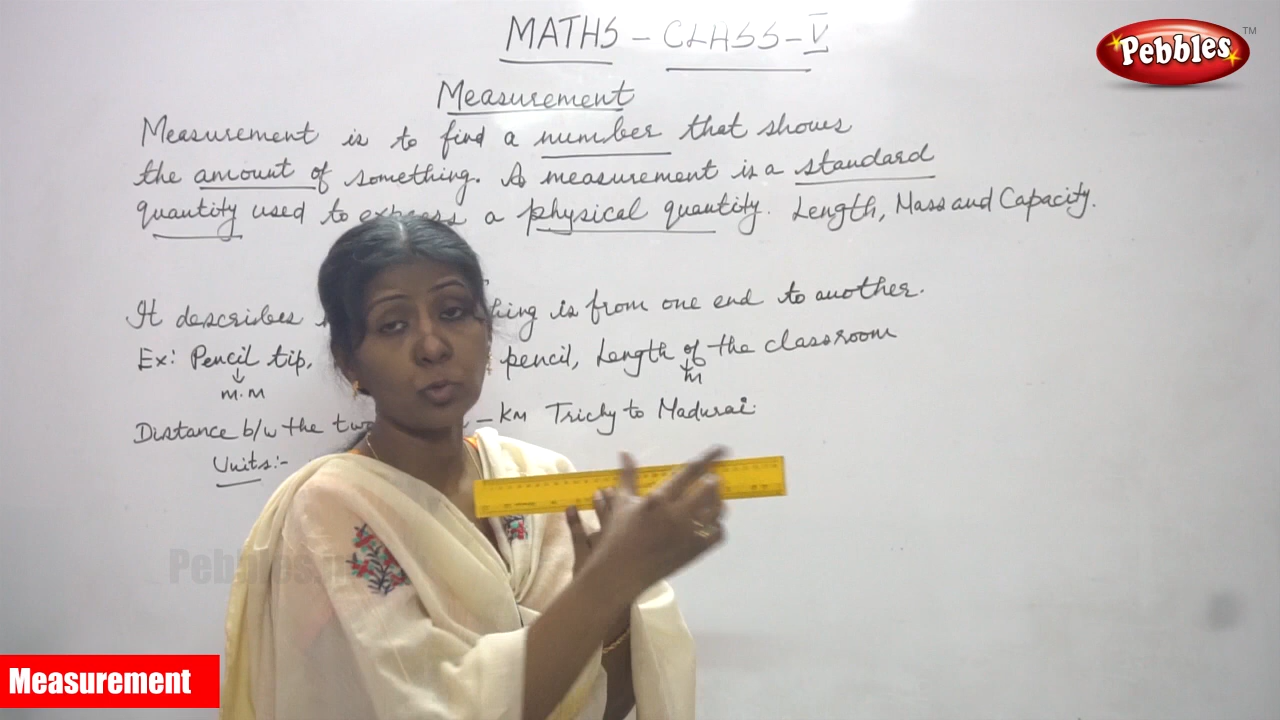 MATHS - CLASS - V
Pebbles TM
Measurement
Measurement is to find a number that shows
the amount of something. A measurement is a standard
quantity used to express a physical quantity. Length, Mass and Capacity.
It describes is from one end to another.
Ex: Pencil tip, pencil, Length of the classroom
m.m m
Distance b/w the - KM Trichy to Madurai.
Units:-
Pebbles
Measurement